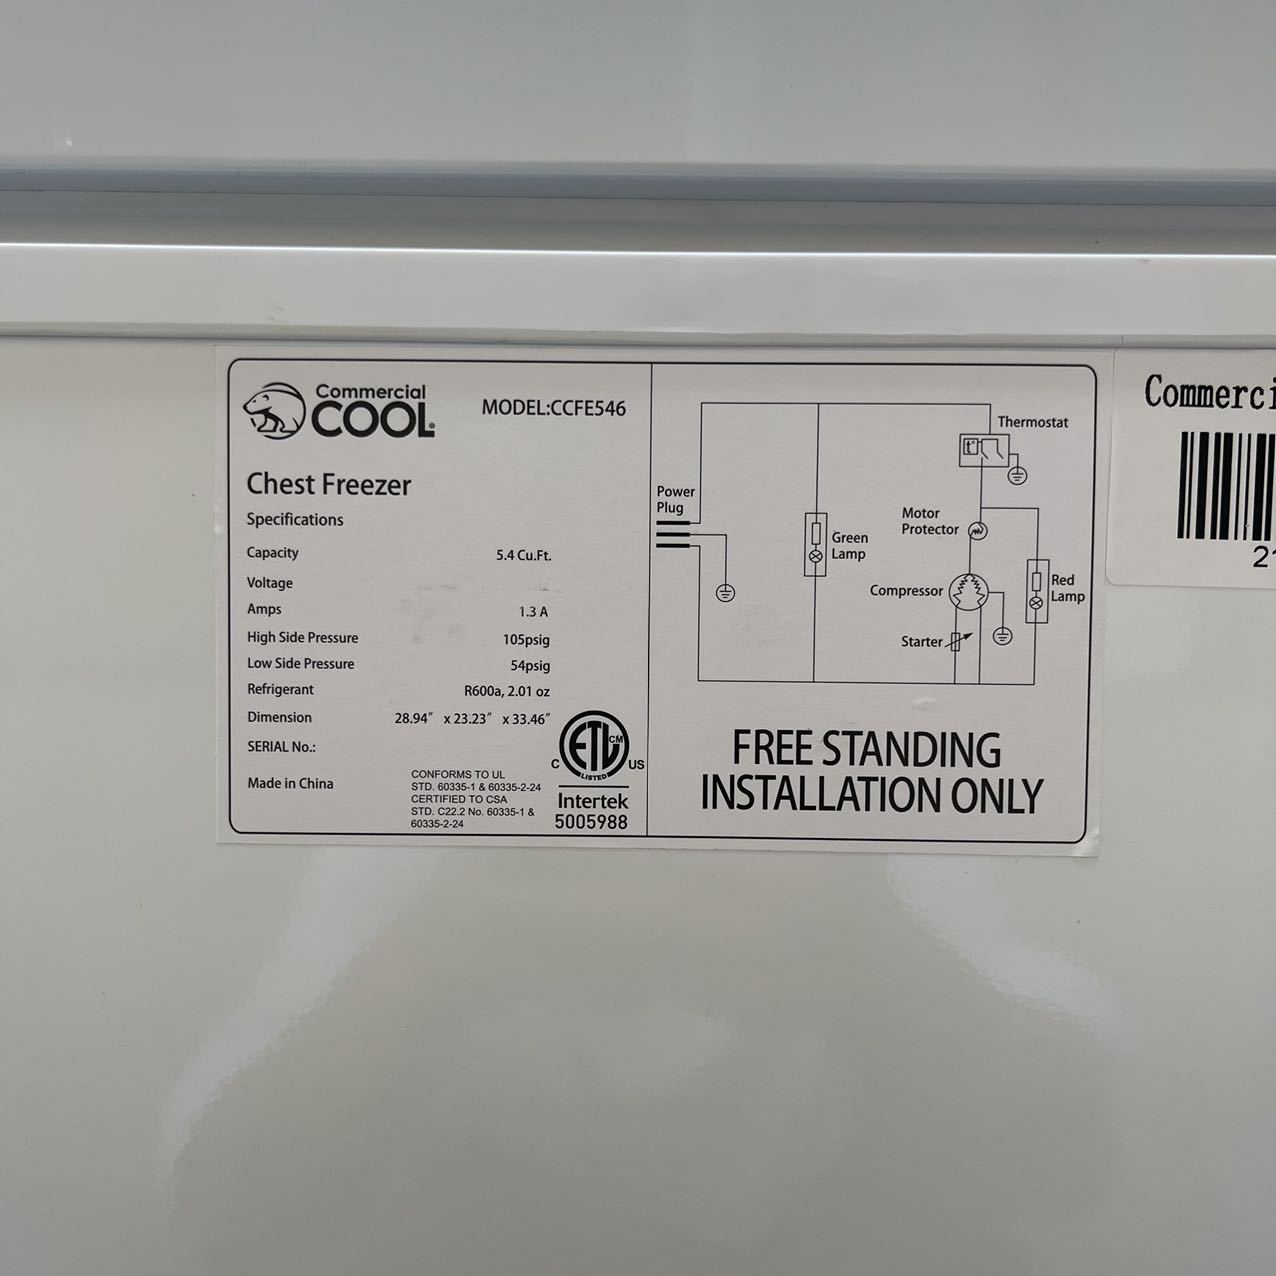 Commercial
COOL®
MODEL:CCFE546
Chest Freezer
Specifications
Capacity 5.4 Cu.Ft.
Voltage
Amps 1.3 A
High Side Pressure 105psig
Low Side Pressure 54psig
Refrigerant R600a, 2.01 oz
Dimension 28.94" x 23.23" x 33.46"
SERIAL No.:
Made in China
CONFORMS TO UL
STD. 60335-1 & 60335-2-24
CERTIFIED TO CSA
STD. C22.2 No. 60335-1 &
60335-2-24
ETL CM
LISTED
C US
Intertek
5005988
Power
Plug
Green
Lamp
Thermostat
t°
Motor
Protector
Compressor
Starter
Red
Lamp
FREE STANDING
INSTALLATION ONLY
Commerci